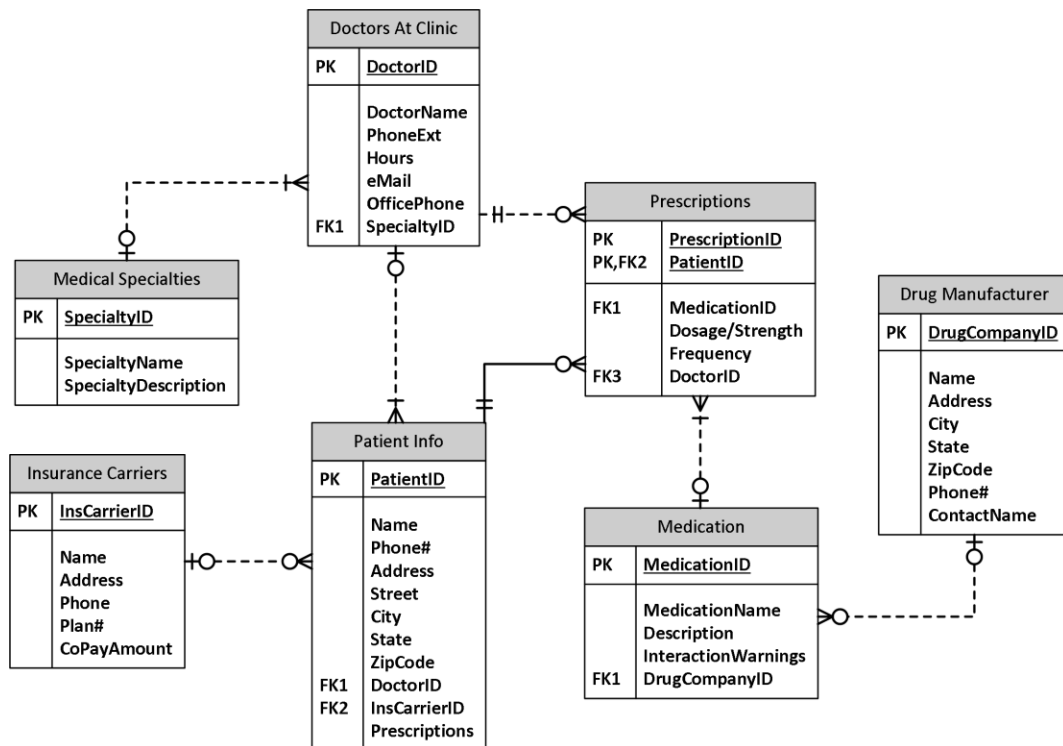 Doctors At Clinic
PK DoctorID
DoctorName
PhoneExt
Hours
eMail
OfficePhone
FK1 SpecialtyID
Prescriptions
PK PrescriptionID
PK,FK2 PatientID
FK1 MedicationID
Dosage/Strength
Frequency
FK3 DoctorID
Medical Specialties
PK SpecialtyID
SpecialtyName
SpecialtyDescription
Drug Manufacturer
PK DrugCompanyID
Name
Address
City
State
ZipCode
Phone#
ContactName
Patient Info
PK PatientID
Name
Phone#
Address
Street
City
State
ZipCode
FK1 DoctorID
FK2 InsCarrierID
Prescriptions
Insurance Carriers
PK InsCarrierID
Name
Address
Phone
Plan#
CoPayAmount
Medication
PK MedicationID
MedicationName
Description
InteractionWarnings
FK1 DrugCompanyID